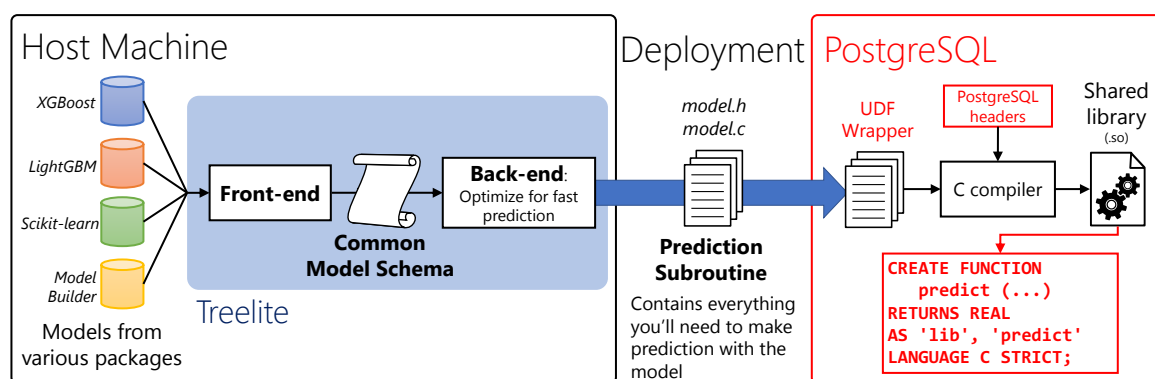 Host Machine
XGBoost
LightGBM
Scikit-learn
Model
Builder
Models from
various packages
Front-end
Common
Model Schema
Back-end:
Optimize for fast
prediction
Treelite
Deployment
model.h
model.c
Prediction
Subroutine
Contains everything
you'll need to make
prediction with the
model
PostgreSQL
UDF
Wrapper
PostgreSQL
headers
C compiler
Shared
library
(.so)
CREATE FUNCTION
predict (...)
RETURNS REAL
AS 'lib', 'predict'
LANGUAGE C STRICT;